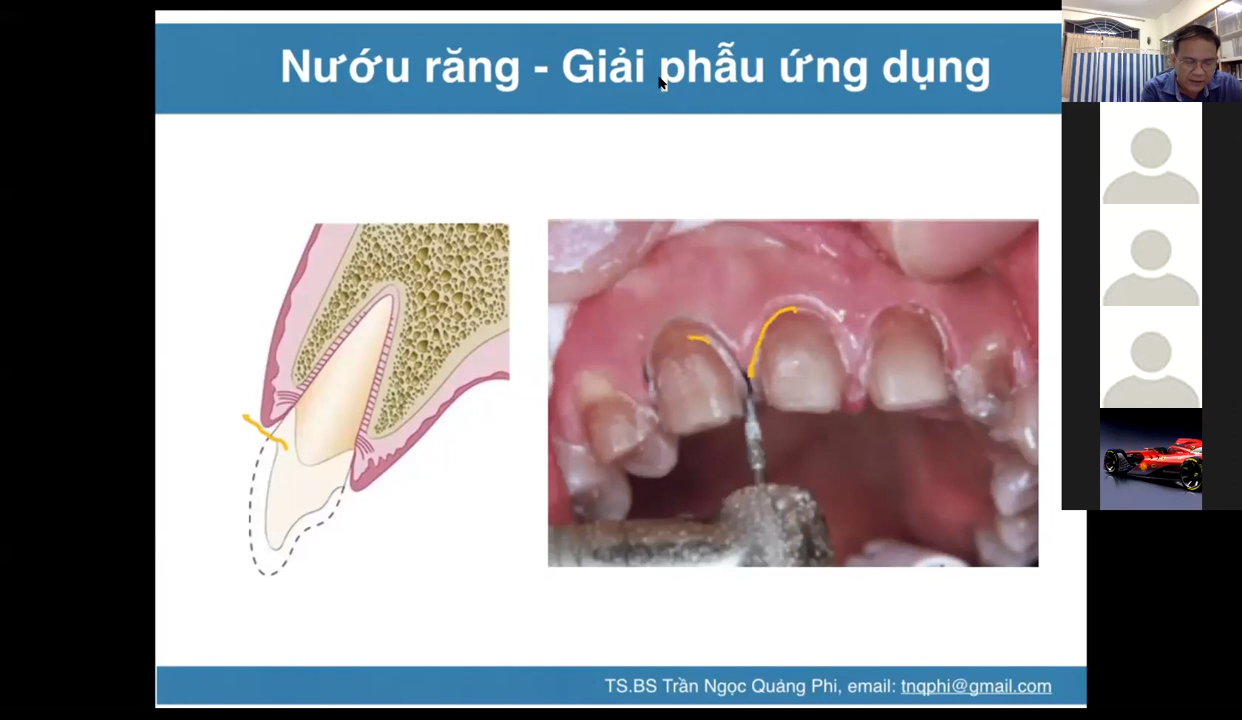 Nướu răng - Giải phẫu ứng dụng
TS.BS Trần Ngọc Quảng Phi, email: tnqphi@gmail.com